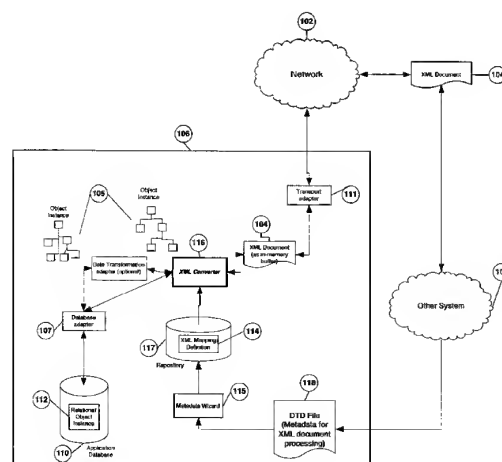 102
Network
XML Document
106
105
Object
Instance
Object
Instance
Transport
adapter
111
104
116
XML Document
(as in-memory
buffer)
XML Converter
Data Transformation
adapter (optional)
Other System
107
Database
adapter
114
XML Mapping
Definition
117
Repository
118
112
Relational
Object
Instance
115
Metadata Wizard
DTD File
(Metadata for
XML document
processing)
110
Application
Database